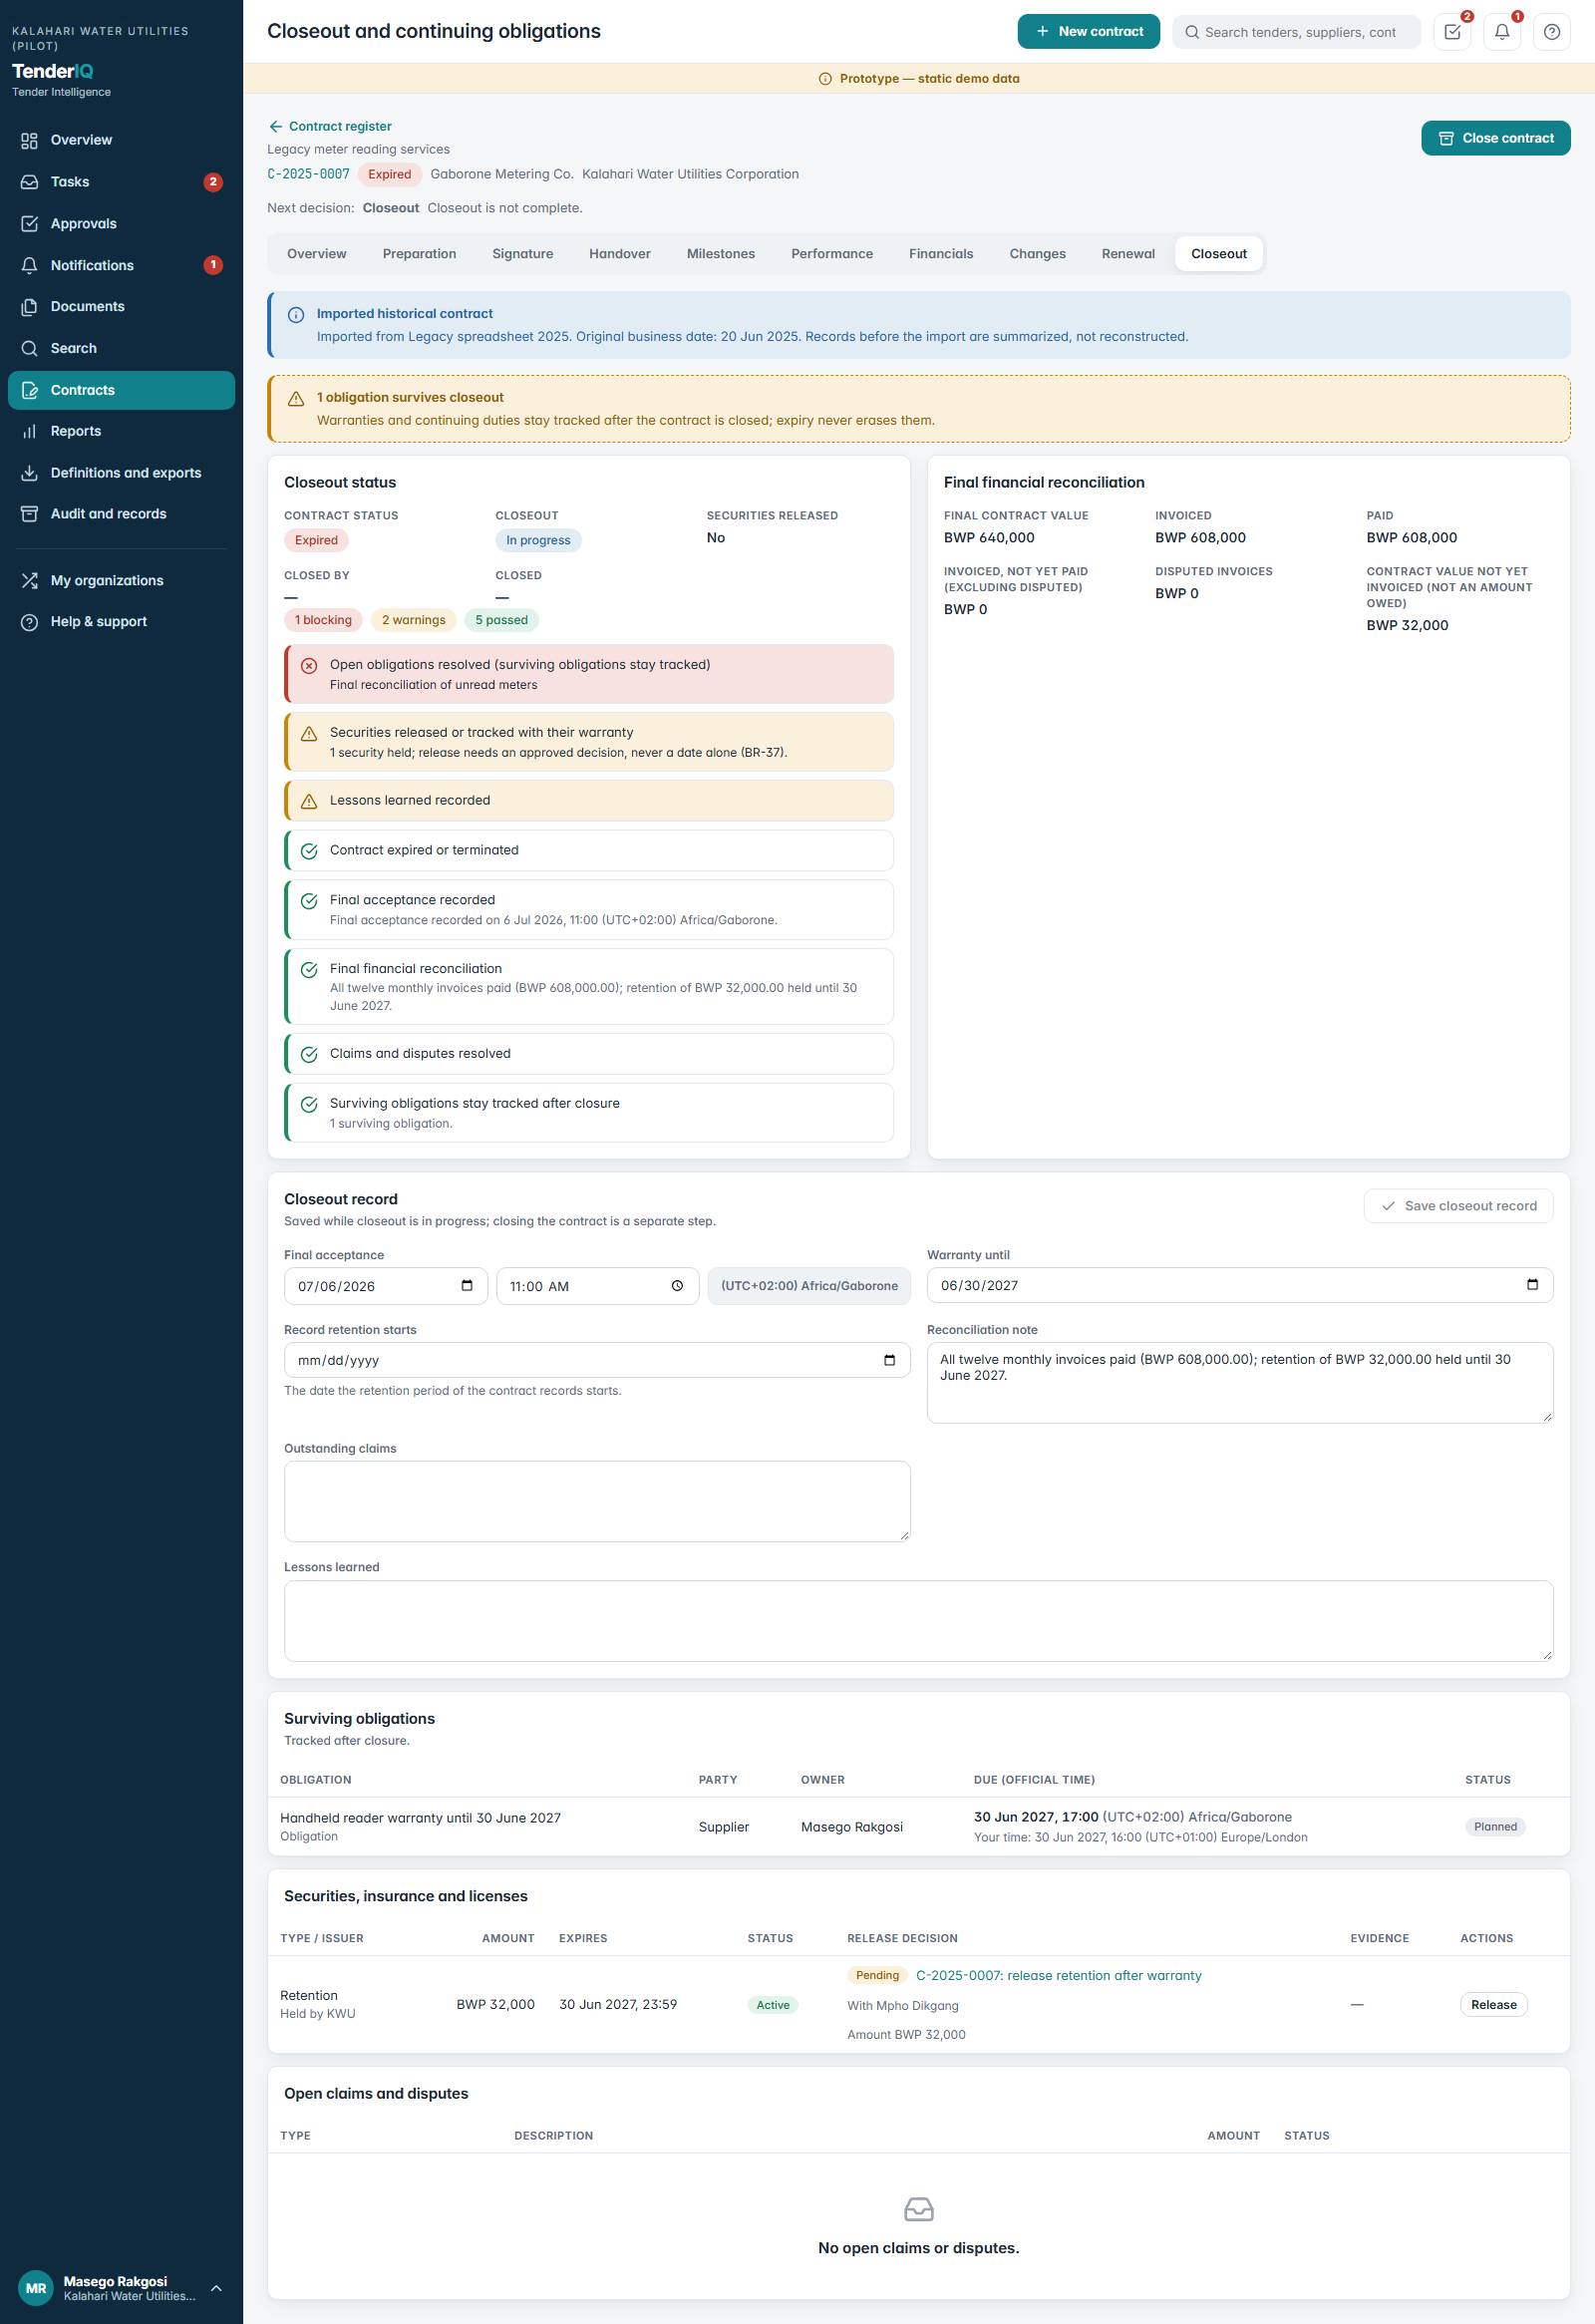 KALAHARI WATER UTILITIES
(PILOT)
TenderIQ
Tender Intelligence
Overview
Tasks 2
Approvals
Notifications 1
Documents
Search
Contracts
Reports
Definitions and exports
Audit and records
My organizations
Help & support
MR Masego Rakgosi
Kalahari Water Utilities...
Closeout and continuing obligations
New contract
Search tenders, suppliers, cont
2
1
Prototype — static demo data
Contract register
Legacy meter reading services
C-2025-0007 Expired Gaborone Metering Co. Kalahari Water Utilities Corporation
Next decision: Closeout Closeout is not complete.
Close contract
Overview Preparation Signature Handover Milestones Performance Financials Changes Renewal Closeout
Imported historical contract
Imported from Legacy spreadsheet 2025. Original business date: 20 Jun 2025. Records before the import are summarized, not reconstructed.
1 obligation survives closeout
Warranties and continuing duties stay tracked after the contract is closed; expiry never erases them.
Closeout status
CONTRACT STATUS CLOSEOUT SECURITIES RELEASED
Expired In progress No
CLOSED BY CLOSED
— —
1 blocking 2 warnings 5 passed
Open obligations resolved (surviving obligations stay tracked)
Final reconciliation of unread meters
Securities released or tracked with their warranty
1 security held; release needs an approved decision, never a date alone (BR-37).
Lessons learned recorded
Contract expired or terminated
Final acceptance recorded
Final acceptance recorded on 6 Jul 2026, 11:00 (UTC+02:00) Africa/Gaborone.
Final financial reconciliation
All twelve monthly invoices paid (BWP 608,000.00); retention of BWP 32,000.00 held until 30
June 2027.
Claims and disputes resolved
Surviving obligations stay tracked after closure
1 surviving obligation.
Final financial reconciliation
FINAL CONTRACT VALUE INVOICED PAID
BWP 640,000 BWP 608,000 BWP 608,000
INVOICED, NOT YET PAID
(EXCLUDING DISPUTED)
BWP 0
DISPUTED INVOICES
BWP 0
CONTRACT VALUE NOT YET
INVOICED (NOT AN AMOUNT
OWED)
BWP 32,000
Closeout record
Saved while closeout is in progress; closing the contract is a separate step.
Save closeout record
Final acceptance
07/06/2026 11:00 AM (UTC+02:00) Africa/Gaborone
Warranty until
06/30/2027
Record retention starts
mm/dd/yyyy
The date the retention period of the contract records starts.
Reconciliation note
All twelve monthly invoices paid (BWP 608,000.00); retention of BWP 32,000.00 held until 30
June 2027.
Outstanding claims
Lessons learned
Surviving obligations
Tracked after closure.
OBLIGATION PARTY OWNER DUE (OFFICIAL TIME) STATUS
Handheld reader warranty until 30 June 2027
Obligation
Supplier
Masego Rakgosi
30 Jun 2027, 17:00 (UTC+02:00) Africa/Gaborone
Your time: 30 Jun 2027, 16:00 (UTC+01:00) Europe/London
Planned
Securities, insurance and licenses
TYPE / ISSUER AMOUNT EXPIRES STATUS RELEASE DECISION EVIDENCE ACTIONS
Retention
Held by KWU
BWP 32,000
30 Jun 2027, 23:59
Active
Pending C-2025-0007: release retention after warranty
With Mpho Dikgang
Amount BWP 32,000
—
Release
Open claims and disputes
TYPE DESCRIPTION AMOUNT STATUS
No open claims or disputes.